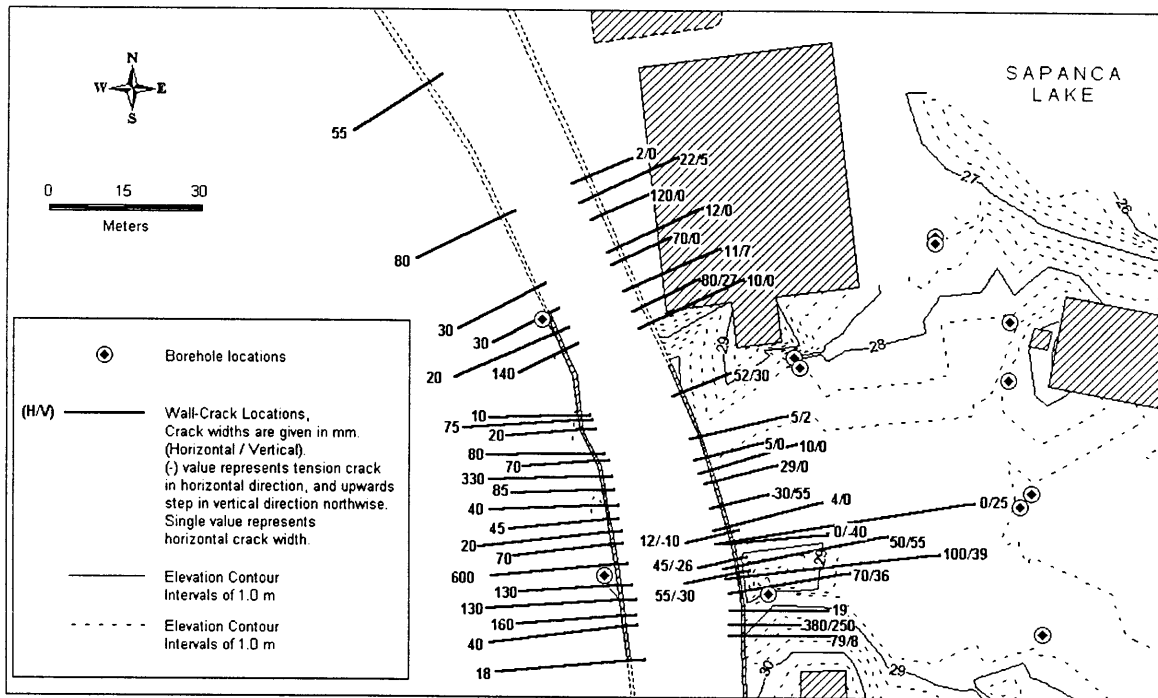 SAPANCA
LAKE
N
W E
S
0 15 30
Meters
55
80
30
30
20
140
10
75
20
80
70
330
85
40
45
20
70
600
130
130
160
40
18
2/0
22/5
120/0
12/0
70/0
11/7
80/27
10/0
52/30
5/2
5/0
10/0
29/0
-30/55
4/0
0/25
12/-10
0/-40
50/55
45/-26
100/39
70/36
55/-30
19
380/250
79/8
27
26
28
29
29
29
30
Borehole locations
(H/V)
Wall-Crack Locations,
Crack widths are given in mm.
(Horizontal / Vertical).
(-) value represents tension crack
in horizontal direction, and upwards
step in vertical direction northwise.
Single value represents
horizontal crack width.
Elevation Contour
Intervals of 1.0 m
Elevation Contour
Intervals of 1.0 m